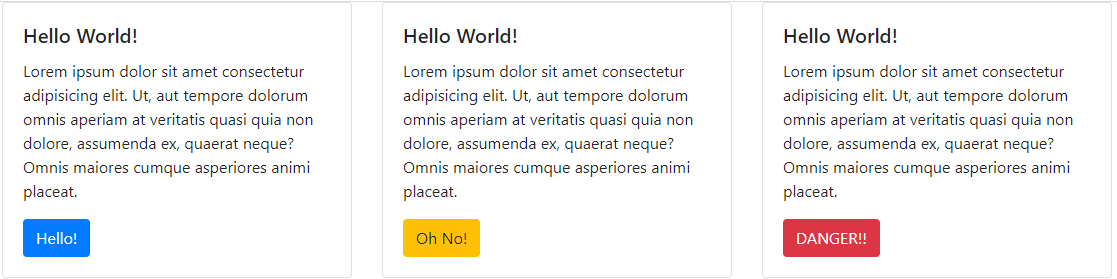 Hello World!
Lorem ipsum dolor sit amet consectetur
adipisicing elit. Ut, aut tempore dolorum
omnis aperiam at veritatis quasi quia non
dolore, assumenda ex, quaerat neque?
Omnis maiores cumque asperiores animi
placeat.
Hello!
Hello World!
Lorem ipsum dolor sit amet consectetur
adipisicing elit. Ut, aut tempore dolorum
omnis aperiam at veritatis quasi quia non
dolore, assumenda ex, quaerat neque?
Omnis maiores cumque asperiores animi
placeat.
Oh No!
Hello World!
Lorem ipsum dolor sit amet consectetur
adipisicing elit. Ut, aut tempore dolorum
omnis aperiam at veritatis quasi quia non
dolore, assumenda ex, quaerat neque?
Omnis maiores cumque asperiores animi
placeat.
DANGER!!